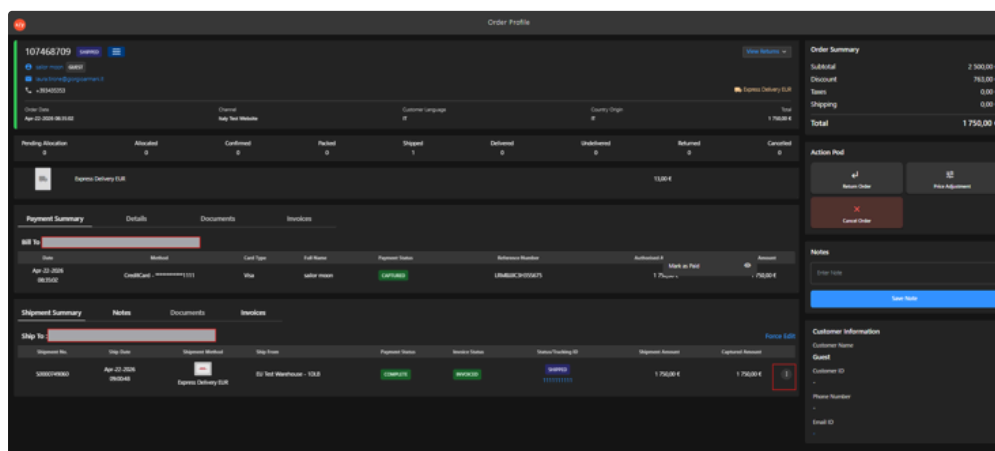 Order Profile
107468709 SHIPPED
View Returns
sailor moon GUEST
Express Delivery EUR
Order Date Channel Customer Language Country Origin Total
Apr-22-2026 08:35:02 Italy Test Website IT IT 1 750,00 €
Pending Allocation Allocated Confirmed Packed Shipped Delivered Undelivered Returned Cancelled
0 0 0 0 1 0 0 0 0
Express Delivery EUR 13,00 €
Payment Summary Details Documents Invoices
Bill To
Date Method Card Type Full Name Payment Status Reference Number Amount
Apr-22-2026 08:35:02 Visa sailor moon CAPTURED
Mark as Paid
Shipment Summary Notes Documents Invoices
Ship To :
Force Edit
Shipment No. Ship Date Shipment Method Ship From Payment Status Invoice Status Status/Tracking ID Shipment Amount Captured Amount
Apr-22-2026 Express Delivery EUR COMPLETE INVOICED SHIPPED 1 750,00 € 1 750,00 €
Order Summary
Subtotal 2 500,00
Discount 763,00
Taxes 0,00
Shipping 0,00
Total 1 750,00
Action Pod
Return Order
Price Adjustment
Cancel Order
Notes
Enter Note
Save Note
Customer Information
Customer Name
Guest
Customer ID
-
Phone Number
-
Email ID
-